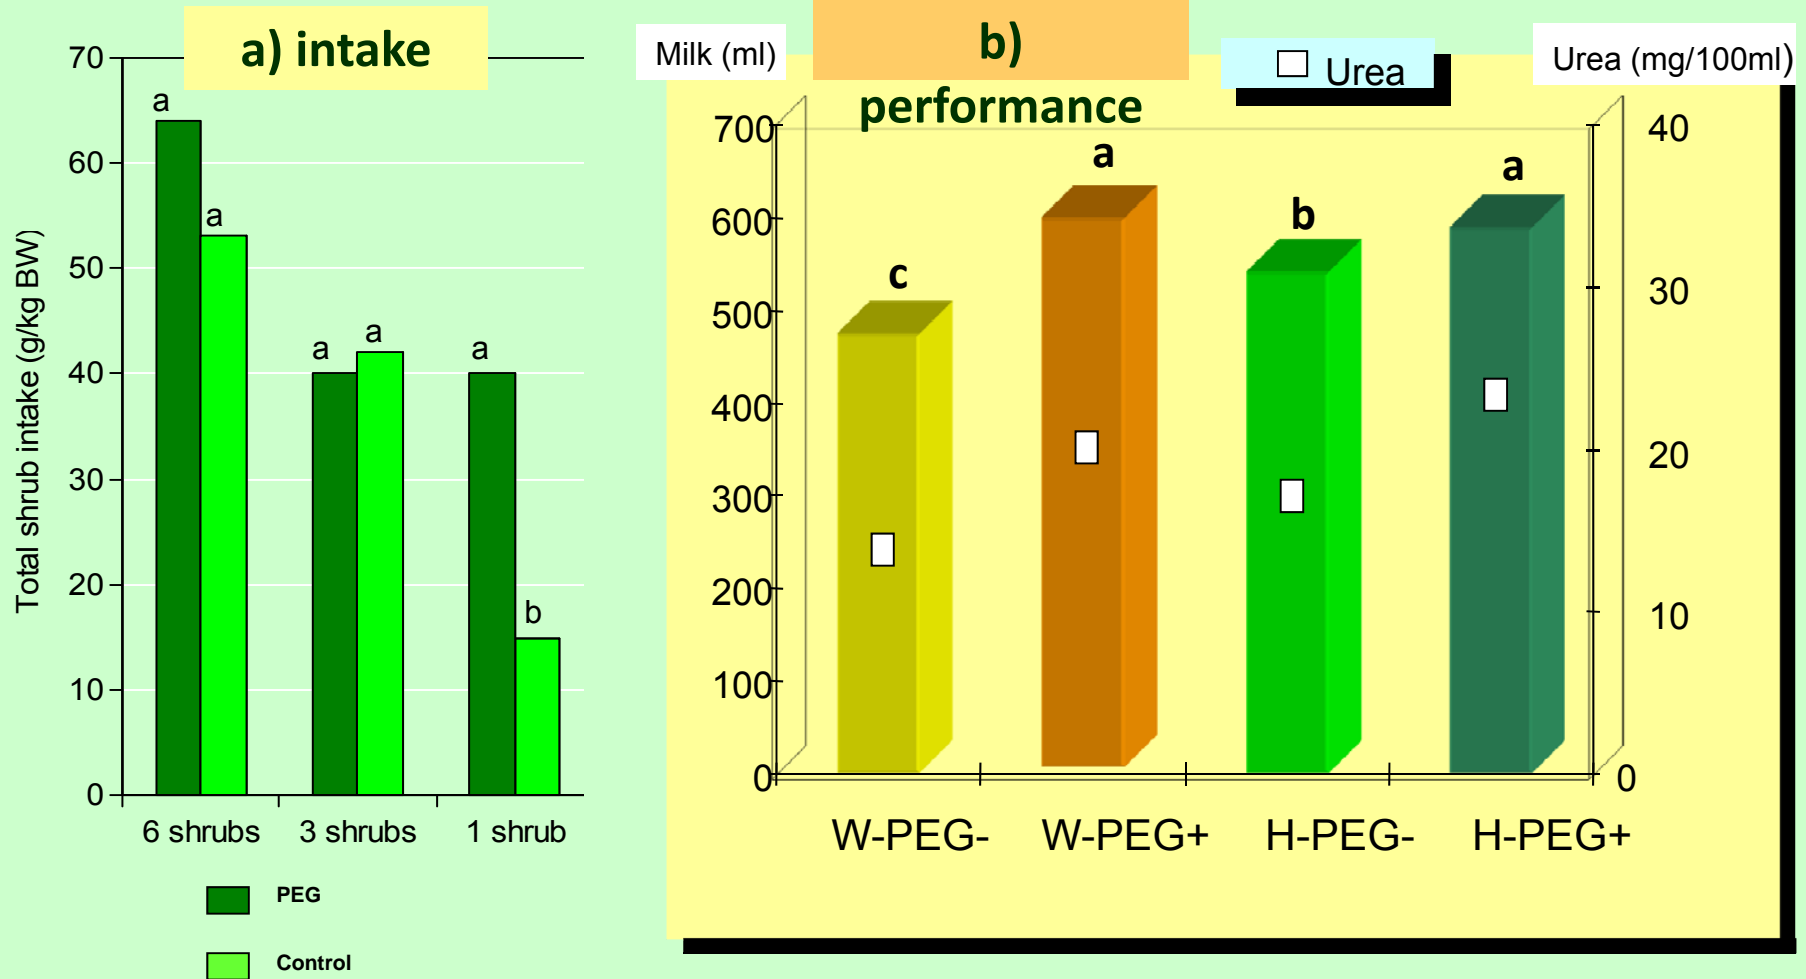 a) intake
Total shrub intake (g/kg BW)
70
60
50
40
30
20
10
0
a
a
a
a
a
b
6 shrubs
3 shrubs
1 shrub
PEG
Control
b)
performance
Milk (ml)
Urea
Urea (mg/100ml)
700
600
500
400
300
200
100
0
c
a
b
a
40
30
20
10
0
W-PEG-
W-PEG+
H-PEG-
H-PEG+